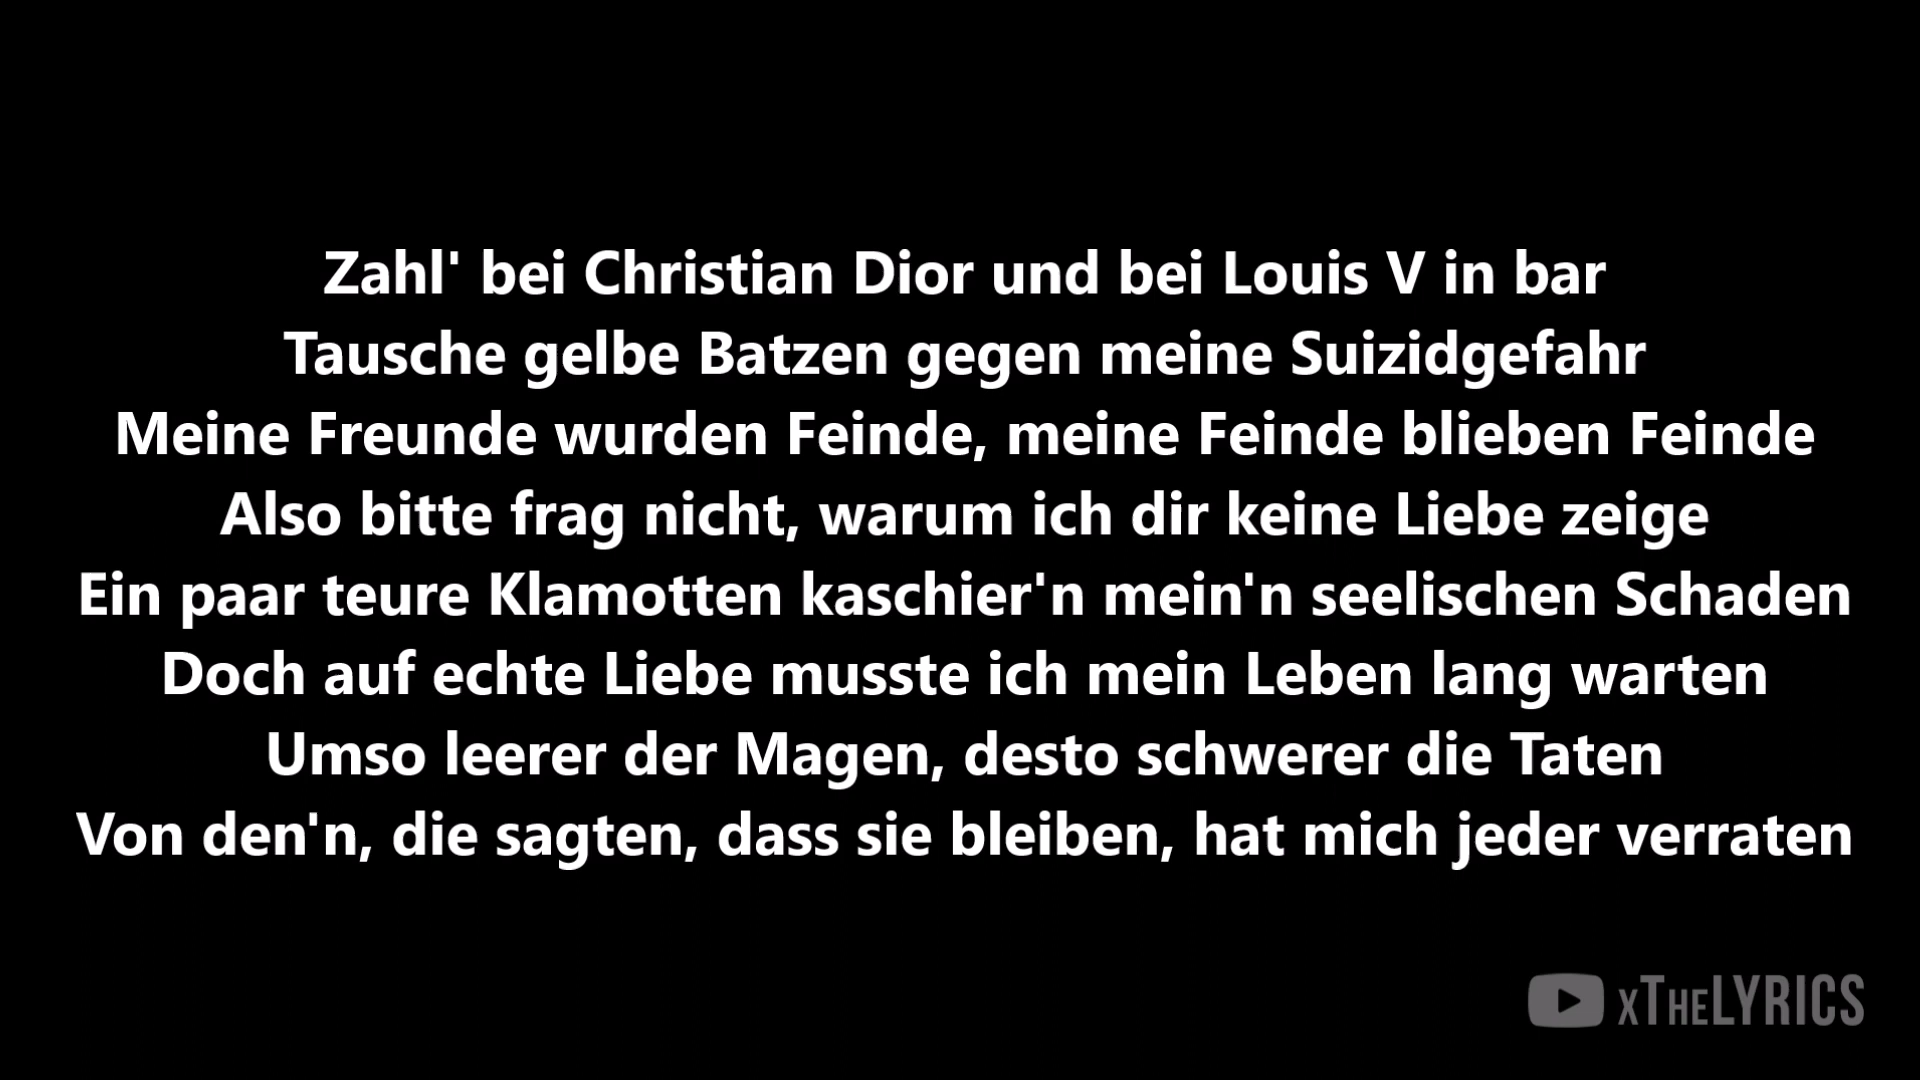 Zahl' bei Christian Dior und bei Louis V in bar
Tausche gelbe Batzen gegen meine Suizidgefahr
Meine Freunde wurden Feinde, meine Feinde blieben Feinde
Also bitte frag nicht, warum ich dir keine Liebe zeige
Ein paar teure Klamotten kaschier'n mein'n seelischen Schaden
Doch auf echte Liebe musste ich mein Leben lang warten
Umso leerer der Magen, desto schwerer die Taten
Von den'n, die sagten, dass sie bleiben, hat mich jeder verraten
xTheLYRICS